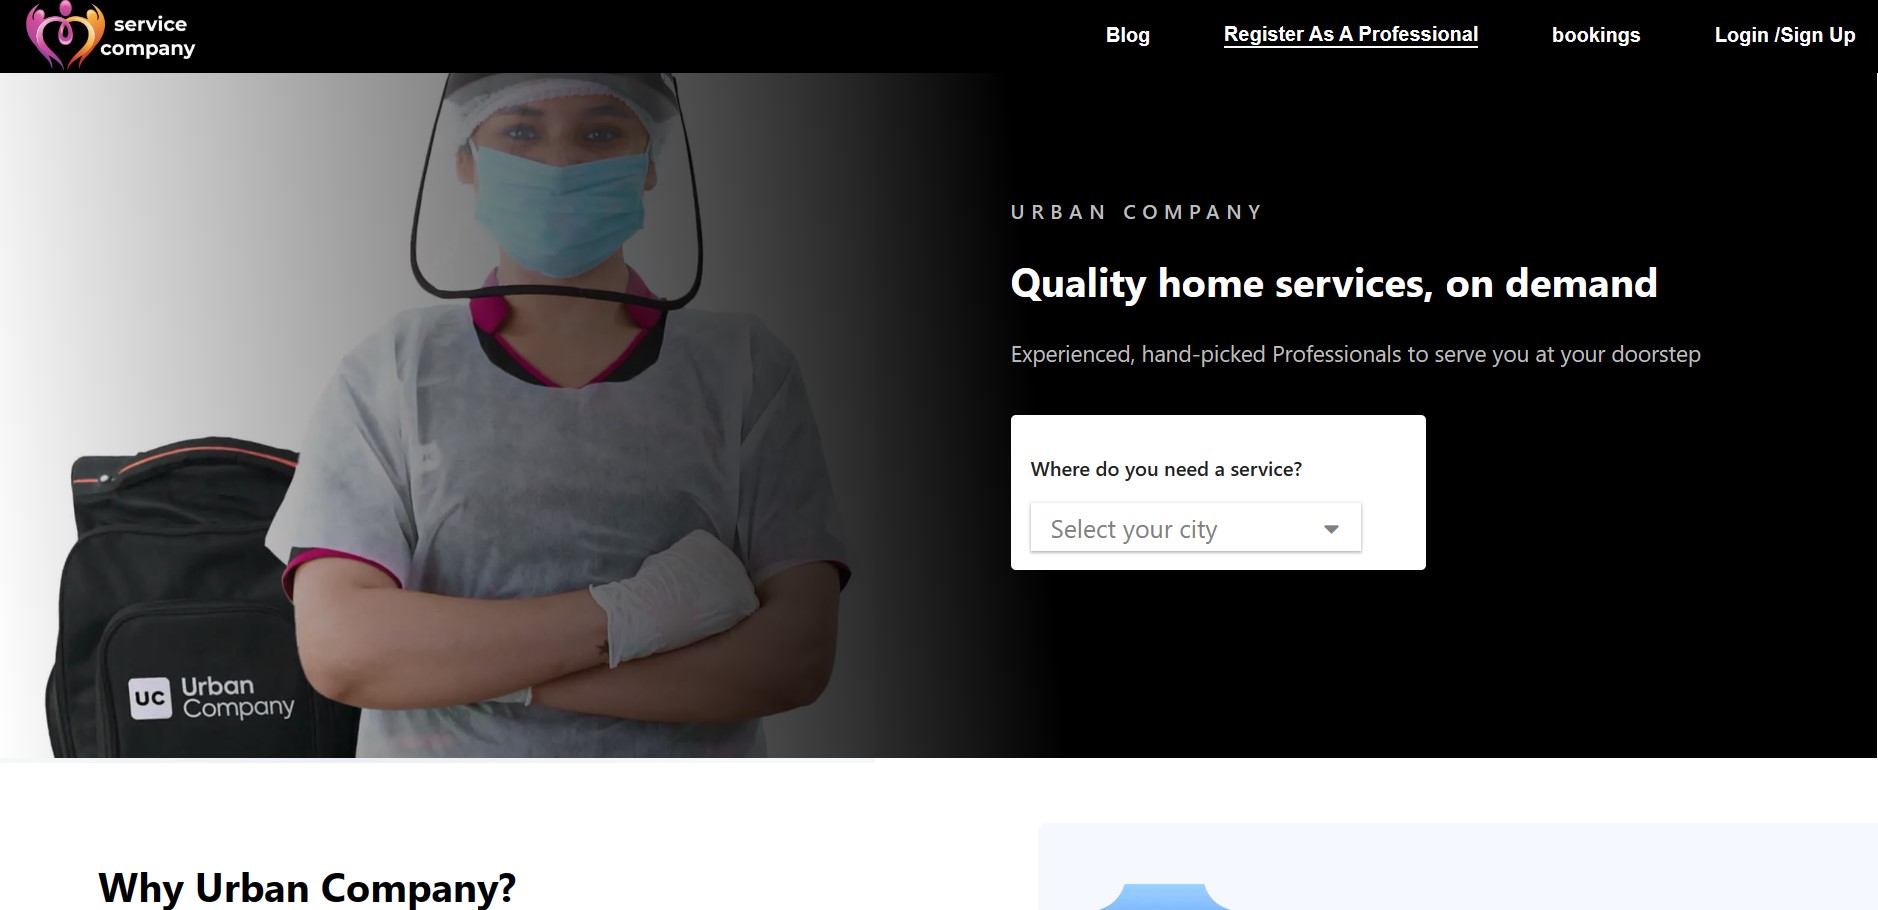 service
company
Blog
Register As A Professional
bookings
Login /Sign Up
URBAN COMPANY
Quality home services, on demand
Experienced, hand-picked Professionals to serve you at your doorstep
Where do you need a service?
Select your city
UC
Urban
Company
Why Urban Company?